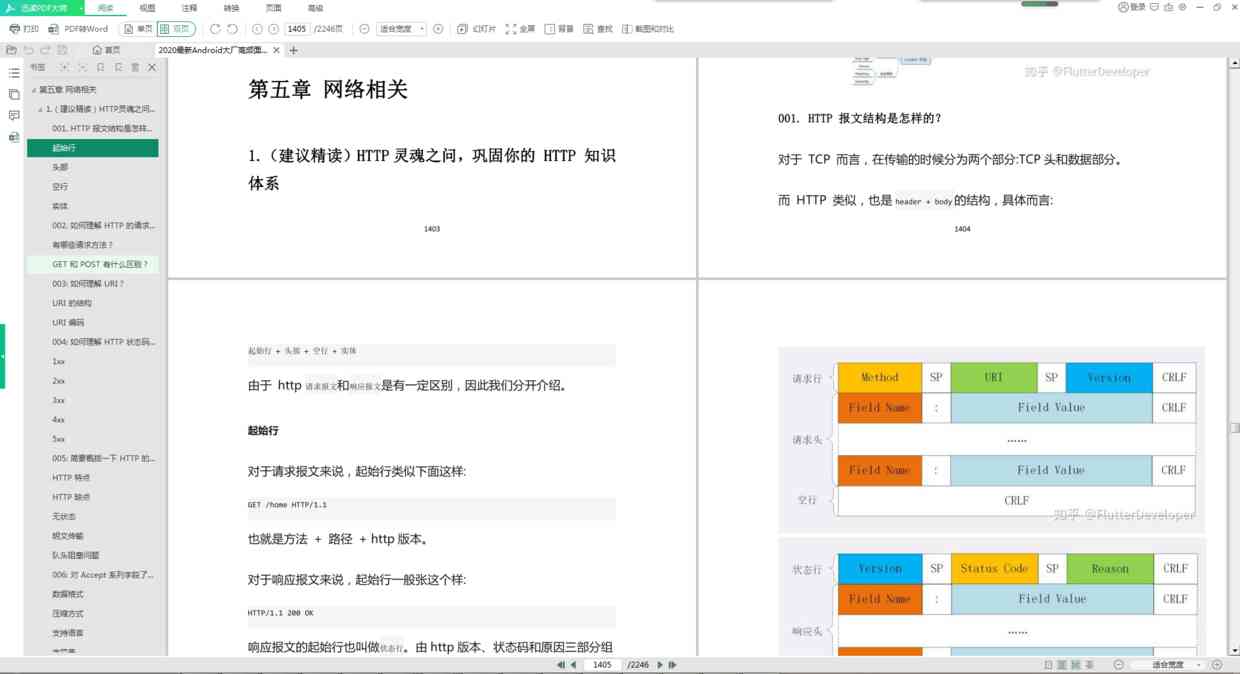 迅读PDF大师
阅读 视图 注释 转换 页面 高级
登录
打印 PDF转Word 单页 双页 1405 /2246页 适合宽度 幻灯片 全屏 背景 查找 截图和对比
首页 2020最新Android大厂高频面...
书签
第五章 网络相关
1.（建议精读）HTTP灵魂之问...
001. HTTP 报文结构是怎样...
起始行
头部
空行
实体
002. 如何理解 HTTP 的请求...
有哪些请求方法？
GET 和 POST 有什么区别？
003: 如何理解 URI？
URI 的结构
URI 编码
004: 如何理解 HTTP 状态码...
1xx
2xx
3xx
4xx
5xx
005: 简要概括一下 HTTP 的...
HTTP 特点
HTTP 缺点
无状态
明文传输
队头阻塞问题
006: 对 Accept 系列字段了...
数据格式
压缩方式
支持语言
第五章 网络相关
1.（建议精读）HTTP 灵魂之问，巩固你的 HTTP 知识
体系
1403
知乎 @FlutterDeveloper
001. HTTP 报文结构是怎样的？
对于 TCP 而言，在传输的时候分为两个部分:TCP 头和数据部分。
而 HTTP 类似，也是 header + body 的结构，具体而言:
1404
起始行 + 头部 + 空行 + 实体
由于 http 请求报文和响应报文是有一定区别，因此我们分开介绍。
起始行
对于请求报文来说，起始行类似下面这样:
GET /home HTTP/1.1
也就是方法 + 路径 + http 版本。
对于响应报文来说，起始行一般张这个样:
HTTP/1.1 200 OK
响应报文的起始行也叫做状态行。由 http 版本、状态码和原因三部分组
请求行 Method SP URI SP Version CRLF
Field Name : Field Value CRLF
请求头 ……
Field Name : Field Value CRLF
空行 CRLF
知乎 @FlutterDeveloper
状态行 Version SP Status Code SP Reason CRLF
Field Name : Field Value CRLF
响应头 ……
1405 /2246 适合宽度